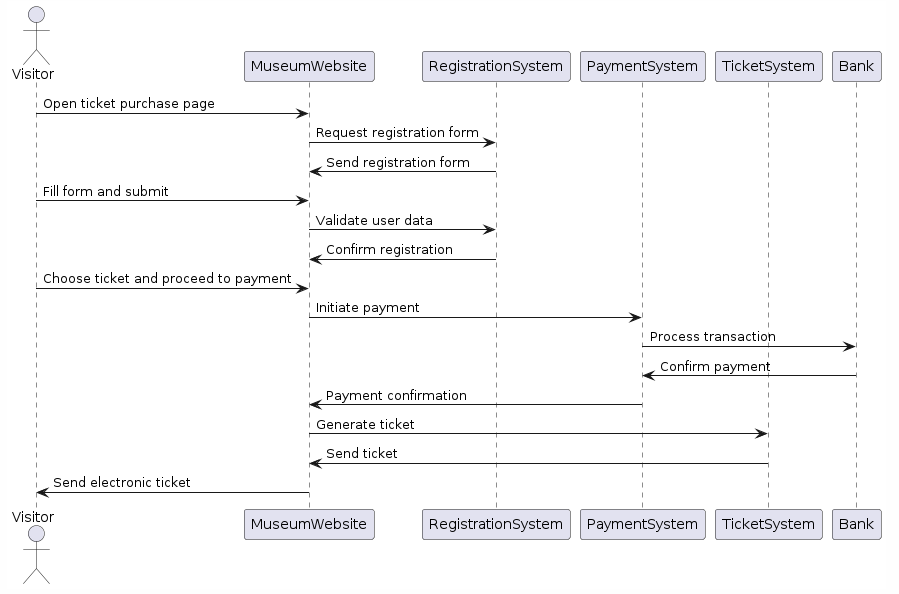 Visitor
MuseumWebsite
RegistrationSystem
PaymentSystem
TicketSystem
Bank
Open ticket purchase page
Request registration form
Send registration form
Fill form and submit
Validate user data
Confirm registration
Choose ticket and proceed to payment
Initiate payment
Process transaction
Confirm payment
Payment confirmation
Generate ticket
Send ticket
Send electronic ticket
Visitor
MuseumWebsite
RegistrationSystem
PaymentSystem
TicketSystem
Bank